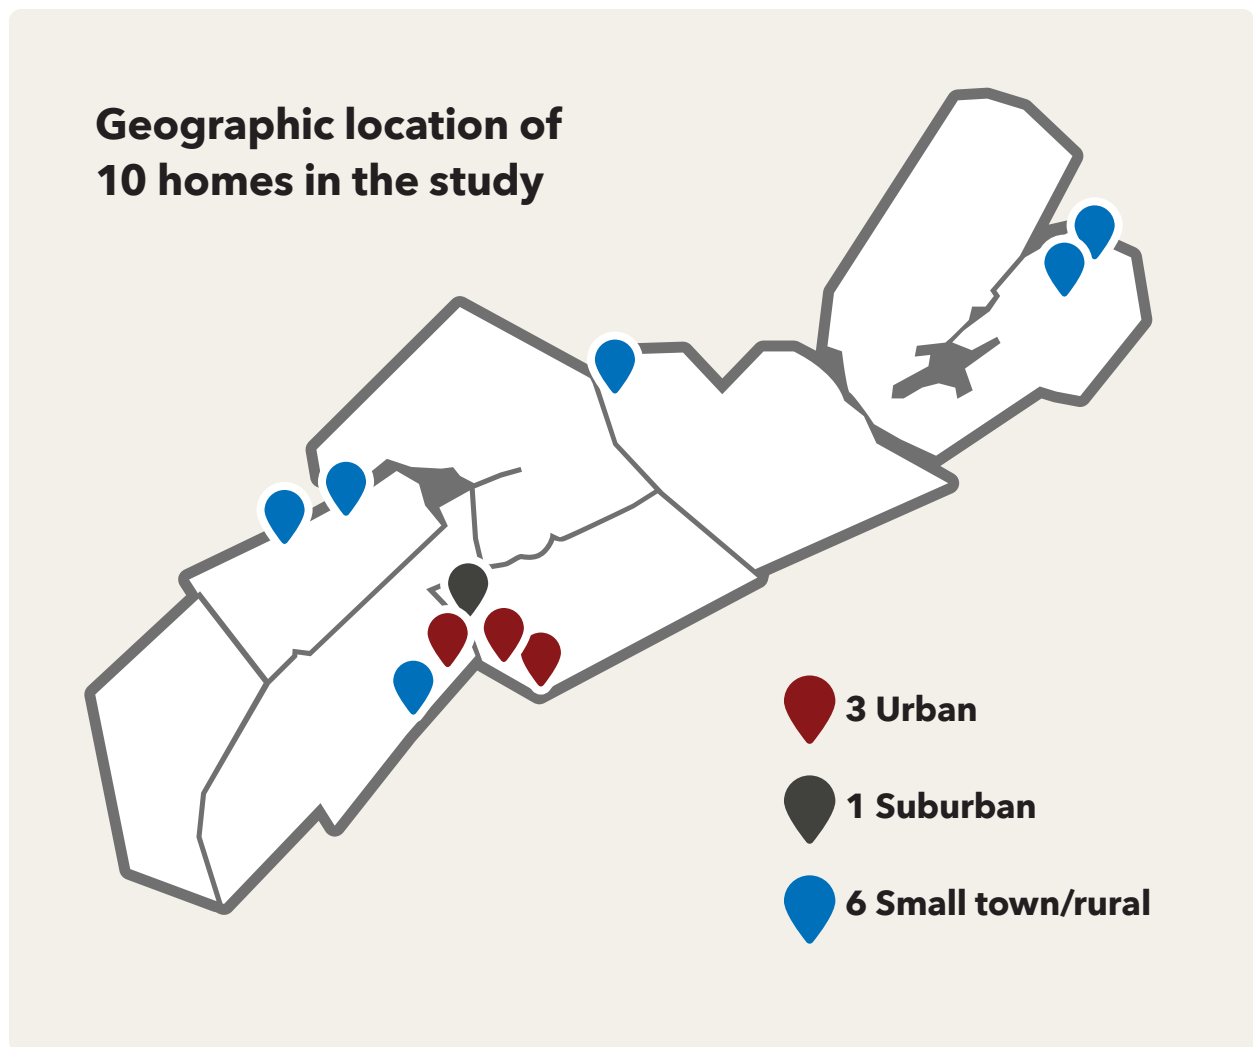 Geographic location of
10 homes in the study
3 Urban
1 Suburban
6 Small town/rural